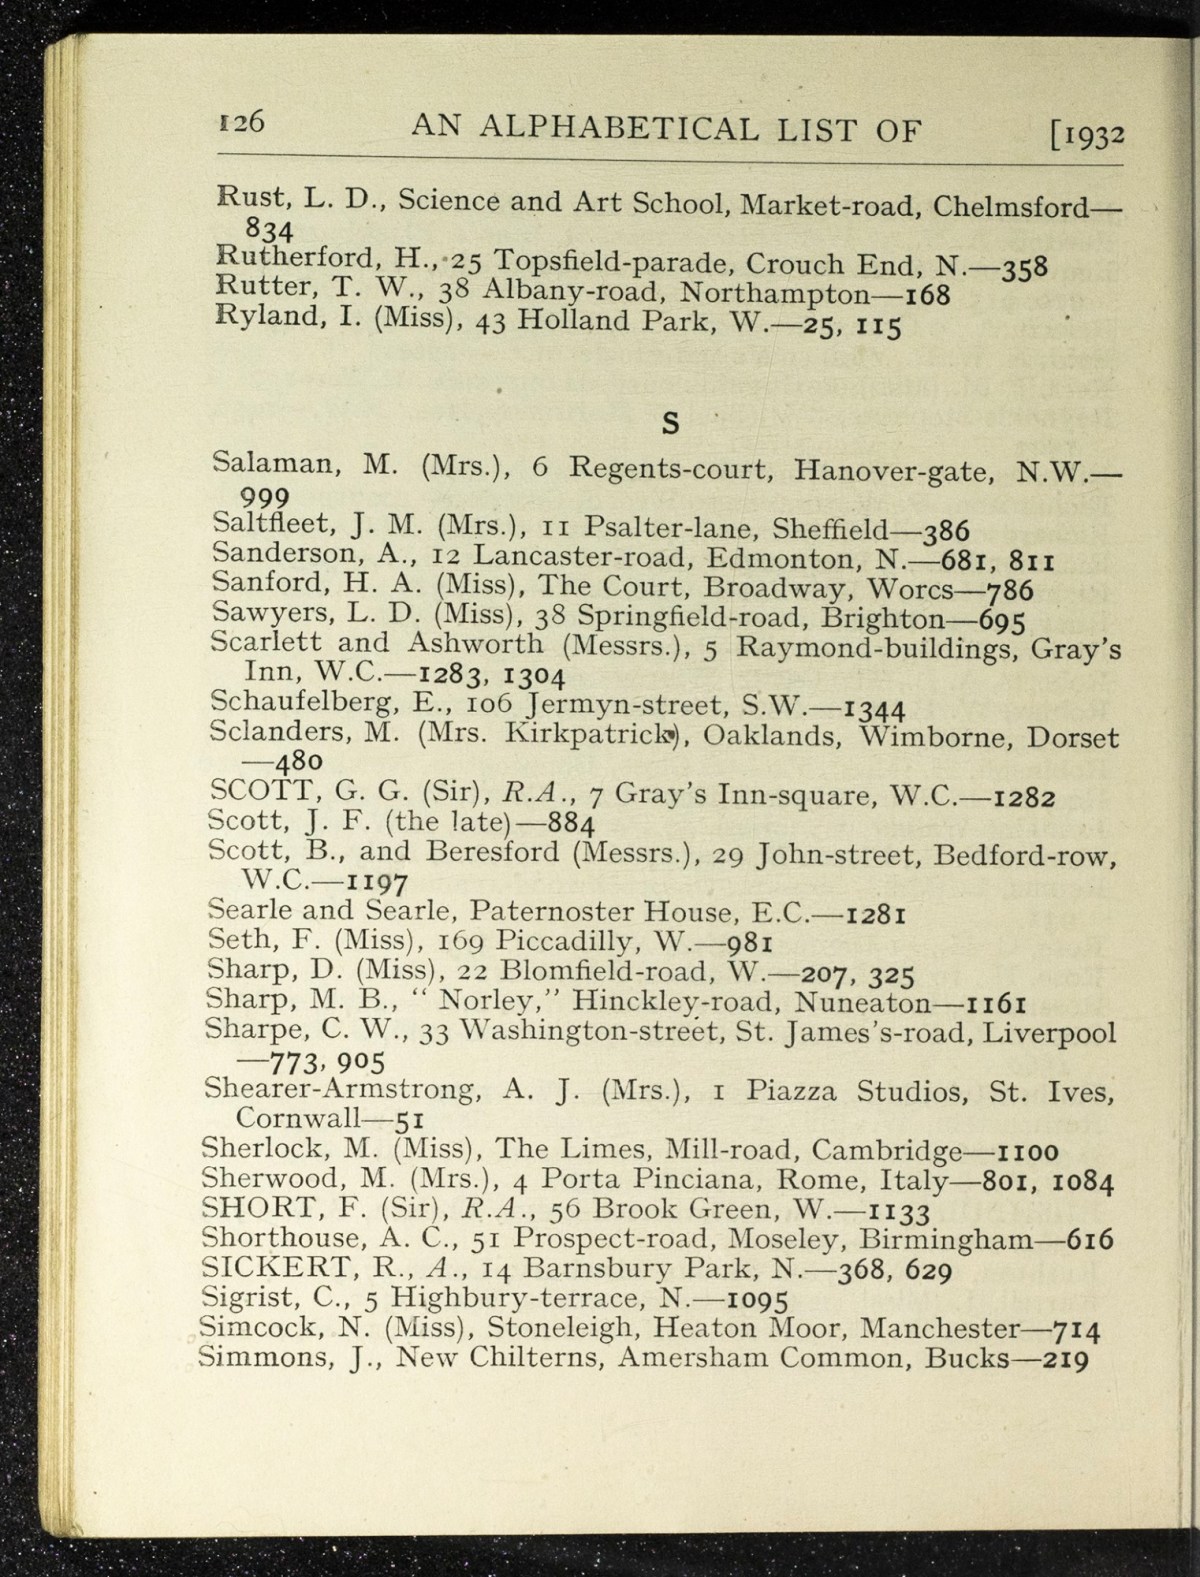 126 AN ALPHABETICAL LIST OF [1932
Rust, L. D., Science and Art School, Market-road, Chelmsford—
834
Rutherford, H., 25 Topsfield-parade, Crouch End, N.—358
Rutter, T. W., 38 Albany-road, Northampton—168
Ryland, I. (Miss), 43 Holland Park, W.—25, 115
S
Salaman, M. (Mrs.), 6 Regents-court, Hanover-gate, N.W.—
999
Saltfleet, J. M. (Mrs.), 11 Psalter-lane, Sheffield—386
Sanderson, A., 12 Lancaster-road, Edmonton, N.—681, 811
Sanford, H. A. (Miss), The Court, Broadway, Worcs—786
Sawyers, L. D. (Miss), 38 Springfield-road, Brighton—695
Scarlett and Ashworth (Messrs.), 5 Raymond-buildings, Gray's
Inn, W.C.—1283, 1304
Schaufelberg, E., 106 Jermyn-street, S.W.—1344
Sclanders, M. (Mrs. Kirkpatrick), Oaklands, Wimborne, Dorset
—480
SCOTT, G. G. (Sir), R.A., 7 Gray's Inn-square, W.C.—1282
Scott, J. F. (the late)—884
Scott, B., and Beresford (Messrs.), 29 John-street, Bedford-row,
W.C.—1197
Searle and Searle, Paternoster House, E.C.—1281
Seth, F. (Miss), 169 Piccadilly, W.—981
Sharp, D. (Miss), 22 Blomfield-road, W.—207, 325
Sharp, M. B., “ Norley,” Hinckley-road, Nuneaton—1161
Sharpe, C. W., 33 Washington-street, St. James's-road, Liverpool
—773, 905
Shearer-Armstrong, A. J. (Mrs.), 1 Piazza Studios, St. Ives,
Cornwall—51
Sherlock, M. (Miss), The Limes, Mill-road, Cambridge—1100
Sherwood, M. (Mrs.), 4 Porta Pinciana, Rome, Italy—801, 1084
SHORT, F. (Sir), R.A., 56 Brook Green, W.—1133
Shorthouse, A. C., 51 Prospect-road, Moseley, Birmingham—616
SICKERT, R., A., 14 Barnsbury Park, N.—368, 629
Sigrist, C., 5 Highbury-terrace, N.—1095
Simcock, N. (Miss), Stoneleigh, Heaton Moor, Manchester—714
Simmons, J., New Chilterns, Amersham Common, Bucks—219